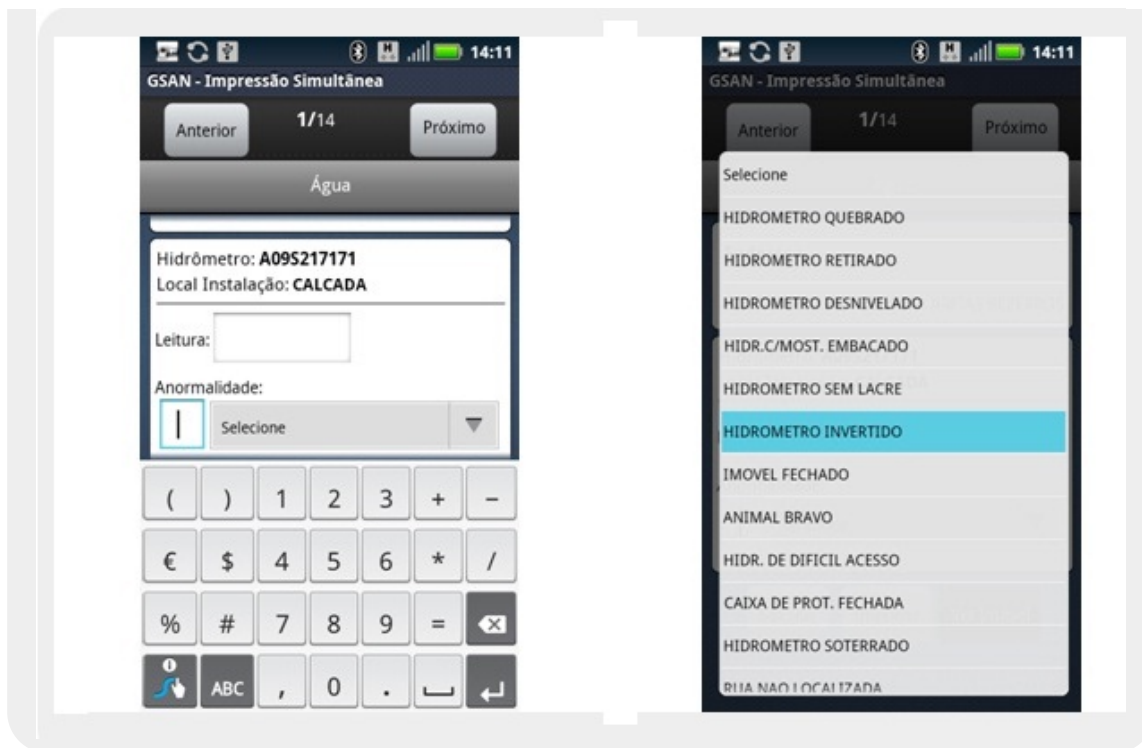 14:11
GSAN - Impressão Simultânea
Anterior 1/14 Próximo
Água
Hidrômetro: A09S217171
Local Instalação: CALCADA
Leitura:
Anormalidade:
Selecione
( ) 1 2 3 + -
€ $ 4 5 6 * /
% # 7 8 9 =
ABC , 0 .
14:11
GSAN - Impressão Simultânea
Anterior 1/14 Próximo
Selecione
HIDROMETRO QUEBRADO
HIDROMETRO RETIRADO
HIDROMETRO DESNIVELADO
HIDR.C/MOST. EMBACADO
HIDROMETRO SEM LACRE
HIDROMETRO INVERTIDO
IMOVEL FECHADO
ANIMAL BRAVO
HIDR. DE DIFICIL ACESSO
CAIXA DE PROT. FECHADA
HIDROMETRO SOTERRADO
RUA NAO LOCALIZADA